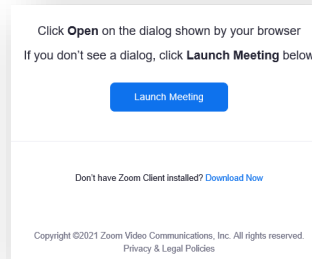 Click Open on the dialog shown by your browser
If you don't see a dialog, click Launch Meeting below
Launch Meeting
Don't have Zoom Client installed? Download Now
Copyright ©2021 Zoom Video Communications, Inc. All rights reserved.
Privacy & Legal Policies